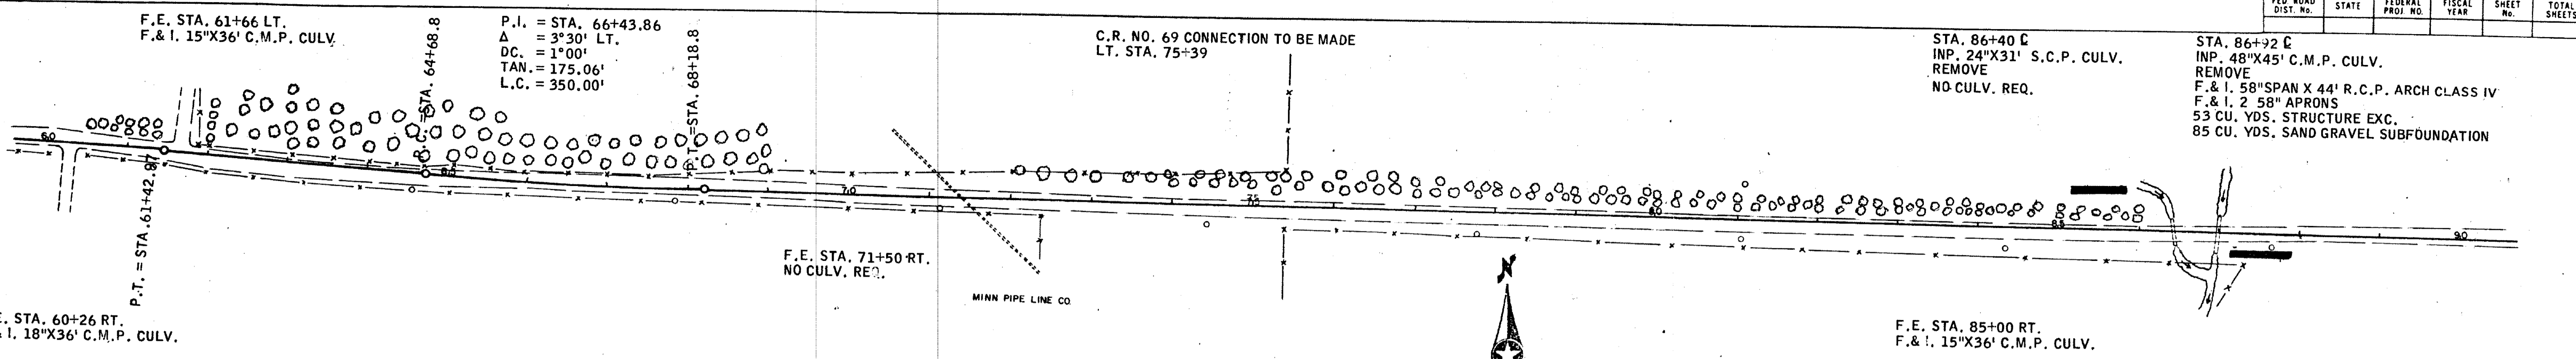 FED ROAD DIST. No.
STATE
FEDERAL PROJ. NO.
FISCAL YEAR
SHEET No.
TOTAL SHEETS
F.E. STA. 61+66 LT.
F.& I. 15"X36' C.M.P. CULV.
P.C. = STA. 64+68.8
P.I. = STA. 66+43.86
Δ = 3°30' LT.
DC. = 1°00'
TAN. = 175.06'
L.C. = 350.00'
P.T. = STA. 68+18.8
C.R. NO. 69 CONNECTION TO BE MADE
LT. STA. 75+39
STA. 86+40 ℄
INP. 24"X31' S.C.P. CULV.
REMOVE
NO CULV. REQ.
STA. 86+92 ℄
INP. 48"X45' C.M.P. CULV.
REMOVE
F.& I. 58"SPAN X 44' R.C.P. ARCH CLASS IV
F.& I. 2 58" APRONS
53 CU. YDS. STRUCTURE EXC.
85 CU. YDS. SAND GRAVEL SUBFOUNDATION
60
65
70
75
80
85
90
P.T. = STA. 61+42.87
F.E. STA. 71+50 RT.
NO CULV. REQ.
MINN PIPE LINE CO.
N
E. STA. 60+26 RT.
& I. 18"X36' C.M.P. CULV.
F.E. STA. 85+00 RT.
F.& I. 15"X36' C.M.P. CULV.